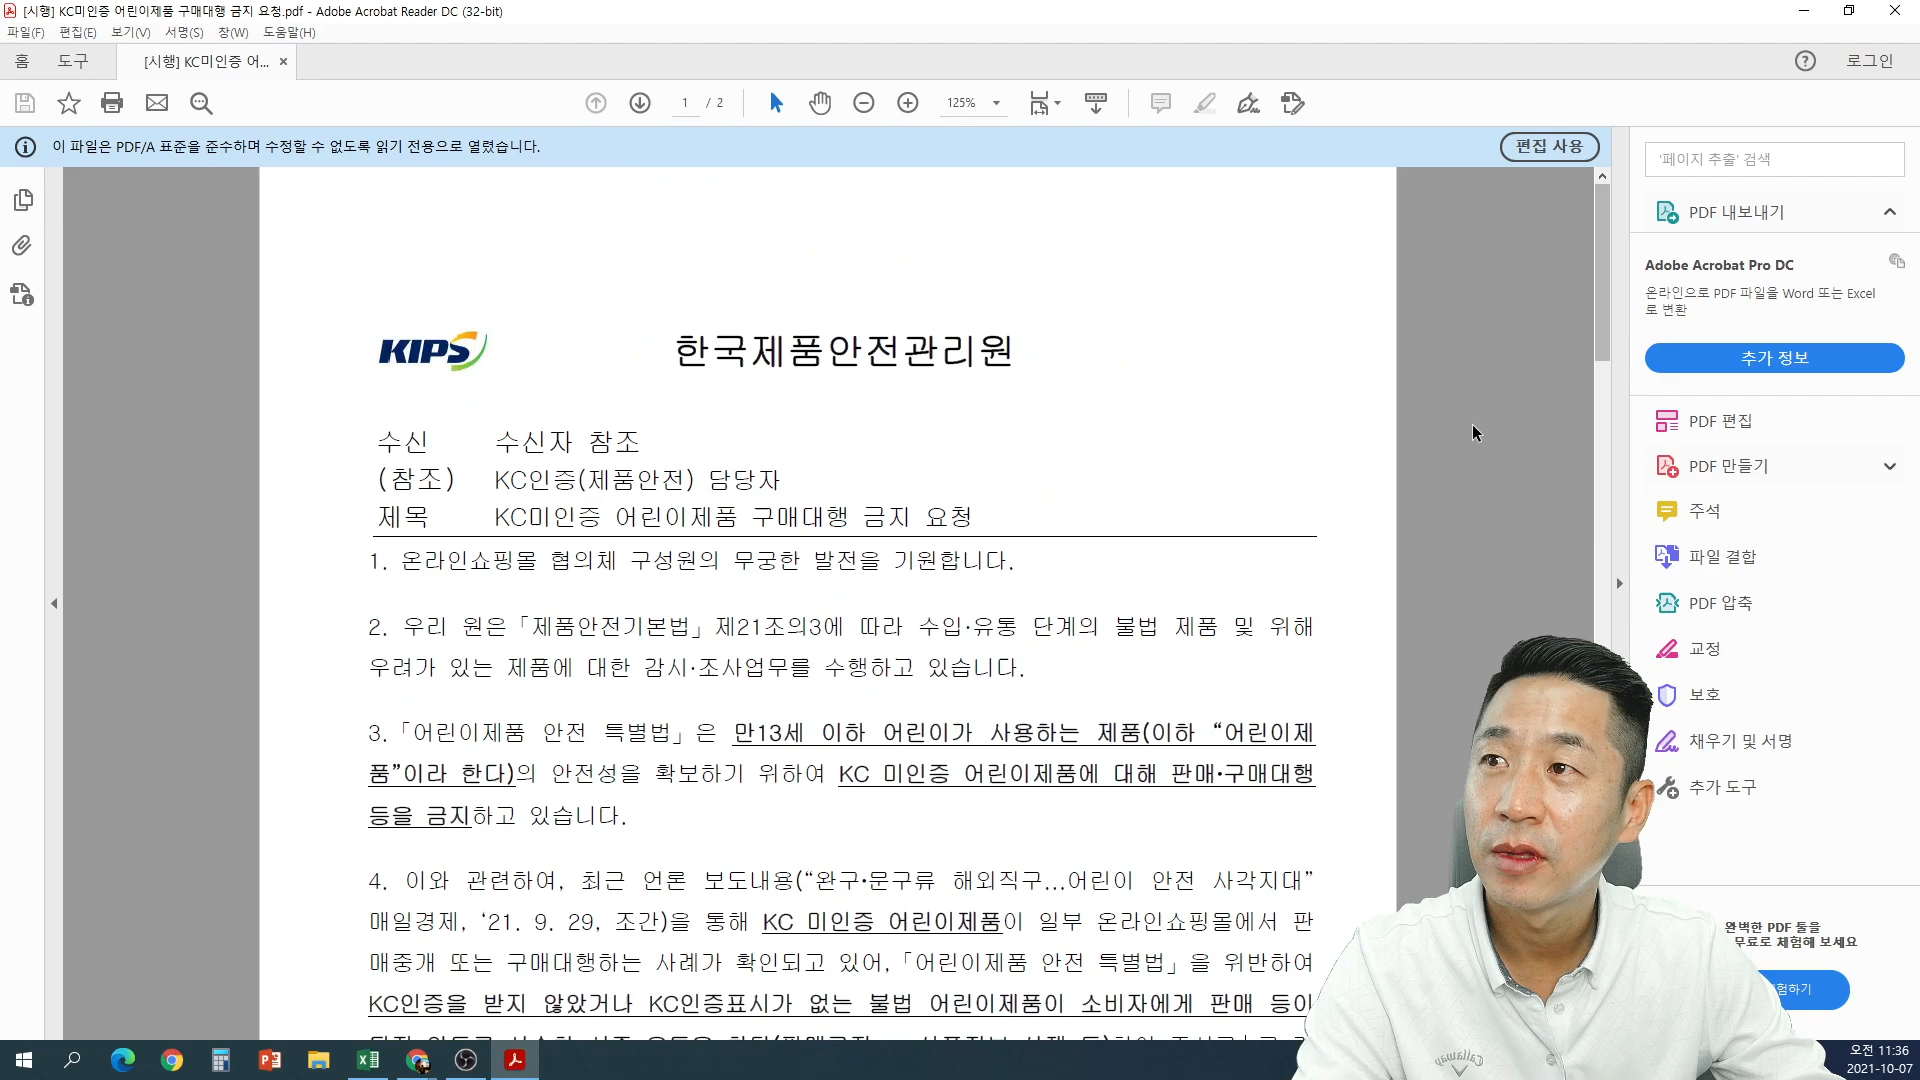 [시행] KC미인증 어린이제품 구매대행 금지 요청.pdf - Adobe Acrobat Reader DC (32-bit)
파일(F) 편집(E) 보기(V) 서명(S) 창(W) 도움말(H)
홈 도구 [시행] KC미인증 어... × 로그인
1 / 2 125%
이 파일은 PDF/A 표준을 준수하며 수정할 수 없도록 읽기 전용으로 열렸습니다. 편집 사용
'페이지 추출' 검색
PDF 내보내기
Adobe Acrobat Pro DC
온라인으로 PDF 파일을 Word 또는 Excel
로 변환
추가 정보
PDF 편집
PDF 만들기
주석
파일 결합
PDF 압축
교정
보호
채우기 및 서명
추가 도구
완벽한 PDF 툴을
무료로 체험해 보세요
험하기
KIPS 한국제품안전관리원
수신 수신자 참조
(참조) KC인증(제품안전) 담당자
제목 KC미인증 어린이제품 구매대행 금지 요청
1. 온라인쇼핑몰 협의체 구성원의 무궁한 발전을 기원합니다.
2. 우리 원은「제품안전기본법」제21조의3에 따라 수입·유통 단계의 불법 제품 및 위해
우려가 있는 제품에 대한 감시·조사업무를 수행하고 있습니다.
3.「어린이제품 안전 특별법」은 만13세 이하 어린이가 사용하는 제품(이하 “어린이제
품”이라 한다)의 안전성을 확보하기 위하여 KC 미인증 어린이제품에 대해 판매·구매대행
등을 금지하고 있습니다.
4. 이와 관련하여, 최근 언론 보도내용(“완구·문구류 해외직구...어린이 안전 사각지대”
매일경제, ‘21. 9. 29, 조간)을 통해 KC 미인증 어린이제품이 일부 온라인쇼핑몰에서 판
매중개 또는 구매대행하는 사례가 확인되고 있어,「어린이제품 안전 특별법」을 위반하여
KC인증을 받지 않았거나 KC인증표시가 없는 불법 어린이제품이 소비자에게 판매 등이
Callaway
오전 11:36
2021-10-07